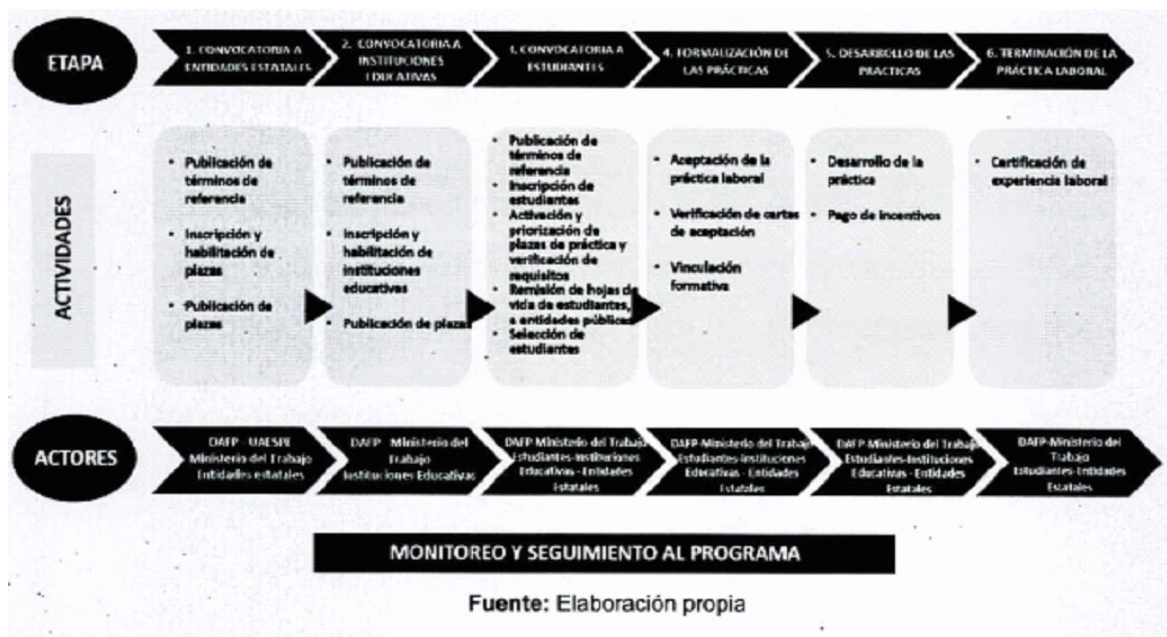 ETAPA
1. CONVOCATORIA A
ENTIDADES ESTATALES
2. CONVOCATORIA A
INSTITUCIONES
EDUCATIVAS
3. CONVOCATORIA A
ESTUDIANTES
4. FORMALIZACIÓN DE
LAS PRÁCTICAS
5. DESARROLLO DE LAS
PRACTICAS
6. TERMINACIÓN DE LA
PRÁCTICA LABORAL
ACTIVIDADES
• Publicación de
términos de
referencia
• Inscripción y
habilitación de
plazas
• Publicación de
plazas
• Publicación de
términos de
referencia
• Inscripción y
habilitación de
instituciones
educativas
• Publicación de plazas
• Publicación de
términos de
referencia
• Inscripción de
estudiantes
• Activación y
priorización de
plazas de práctica y
verificación de
requisitos
• Remisión de hojas de
vida de estudiantes,
a entidades públicas
• Selección de
estudiantes
• Aceptación de la
práctica laboral
• Verificación de cartas
de aceptación
• Vinculación
formativa
• Desarrollo de la
práctica
• Pago de incentivos
• Certificación de
experiencia laboral
ACTORES
DAFP - UAESPE
Ministerio del Trabajo
Entidades estatales
DAFP - Ministerio del
Trabajo
Instituciones Educativas
DAFP-Ministerio del Trabajo
Estudiantes-Instituciones
Educativas - Entidades
Estatales
DAFP-Ministerio del Trabajo
Estudiantes-Instituciones
Educativas - Entidades
Estatales
DAFP-Ministerio del Trabajo
Estudiantes-Instituciones
Educativas - Entidades
Estatales
DAFP-Ministerio del
Trabajo
Estudiantes-Entidades
Estatales
MONITOREO Y SEGUIMIENTO AL PROGRAMA
Fuente: Elaboración propia